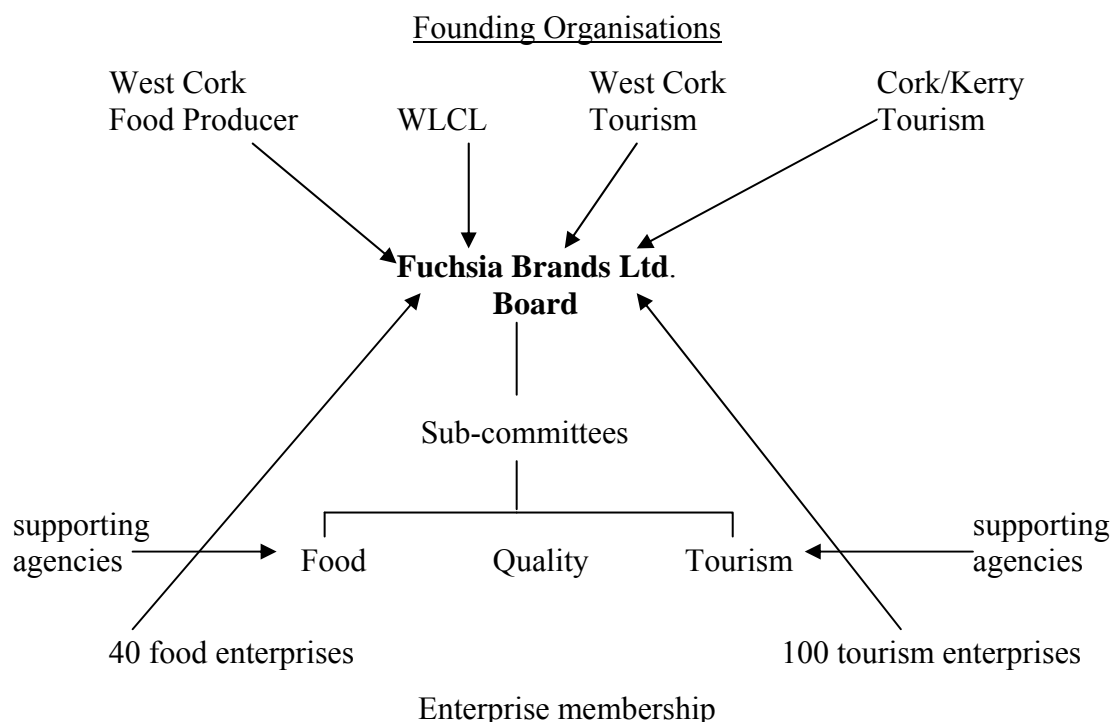 Founding Organisations
West Cork
Food Producer
WLCL
West Cork
Tourism
Cork/Kerry
Tourism
Fuchsia Brands Ltd.
Board
Sub-committees
supporting
agencies
Food
Quality
Tourism
supporting
agencies
40 food enterprises
100 tourism enterprises
Enterprise membership